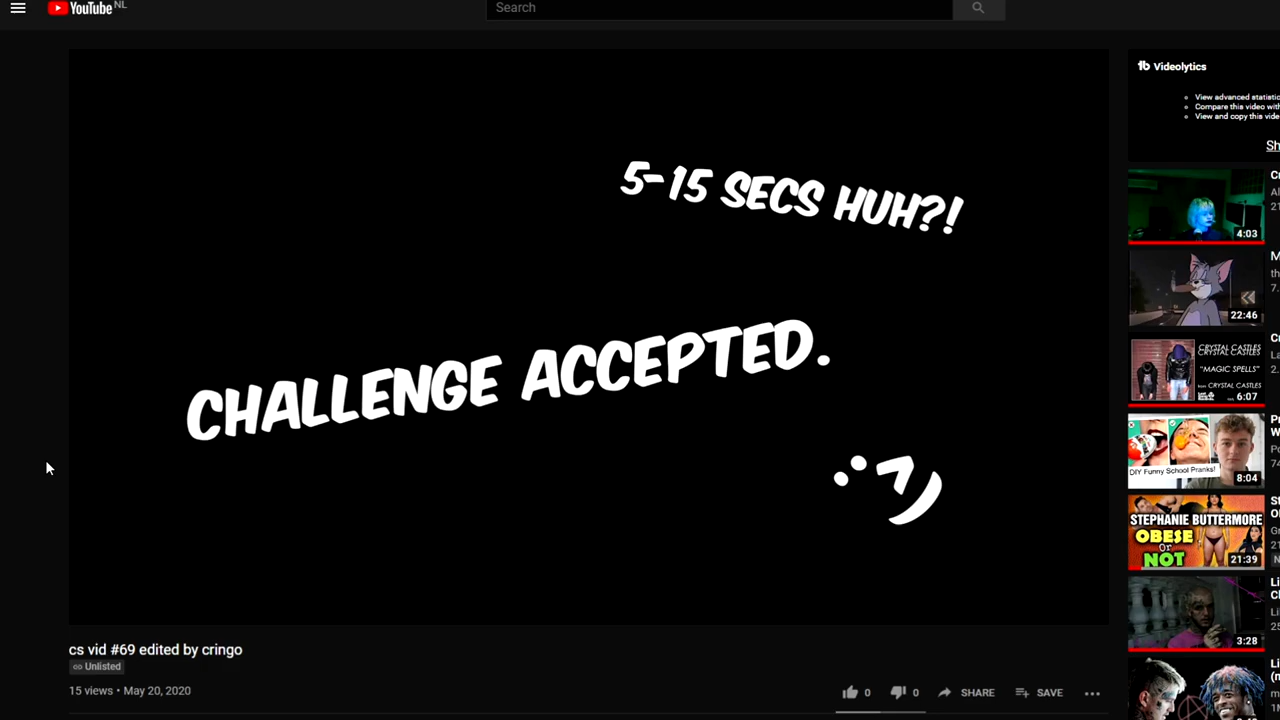 YouTube NL
Search
5-15 SECS HUH?!
CHALLENGE ACCEPTED.
:^)
cs vid #69 edited by cringo
Unlisted
15 views • May 20, 2020
0
0
SHARE
SAVE
Videolytics
View advanced
Compare this video
View and copy this
4:03
22:46
CRYSTAL CASTLES
CRYSTAL CASTLES
"MAGIC SPELLS"
CRYSTAL CASTLES
6:07
DIY Funny School Pranks!
8:04
STEPHANIE BUTTERMORE
OBESE
or
NOT
21:39
3:28